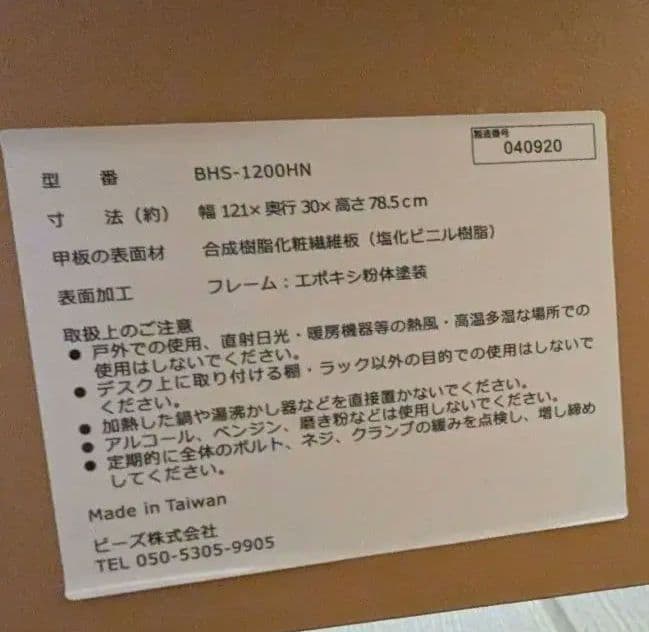 製造番号
040920
型 番 BHS-1200HN
寸 法（約） 幅 121× 奥行 30× 高さ 78.5cm
甲板の表面材 合成樹脂化粧繊維板（塩化ビニル樹脂）
表面加工 フレーム：エポキシ粉体塗装
取扱上のご注意
● 戸外での使用、直射日光・暖房機器等の熱風・高温多湿な場所での
使用はしないでください。
● デスク上に取り付ける棚・ラック以外の目的での使用はしないで
ください。
● 加熱した鍋や湯沸かし器などを直接置かないでください。
● アルコール、ベンジン、磨き粉などは使用しないでください。
● 定期的に全体のボルト、ネジ、クランプの緩みを点検し、増し締め
してください。
Made in Taiwan
ビーズ株式会社
TEL 050-5305-9905